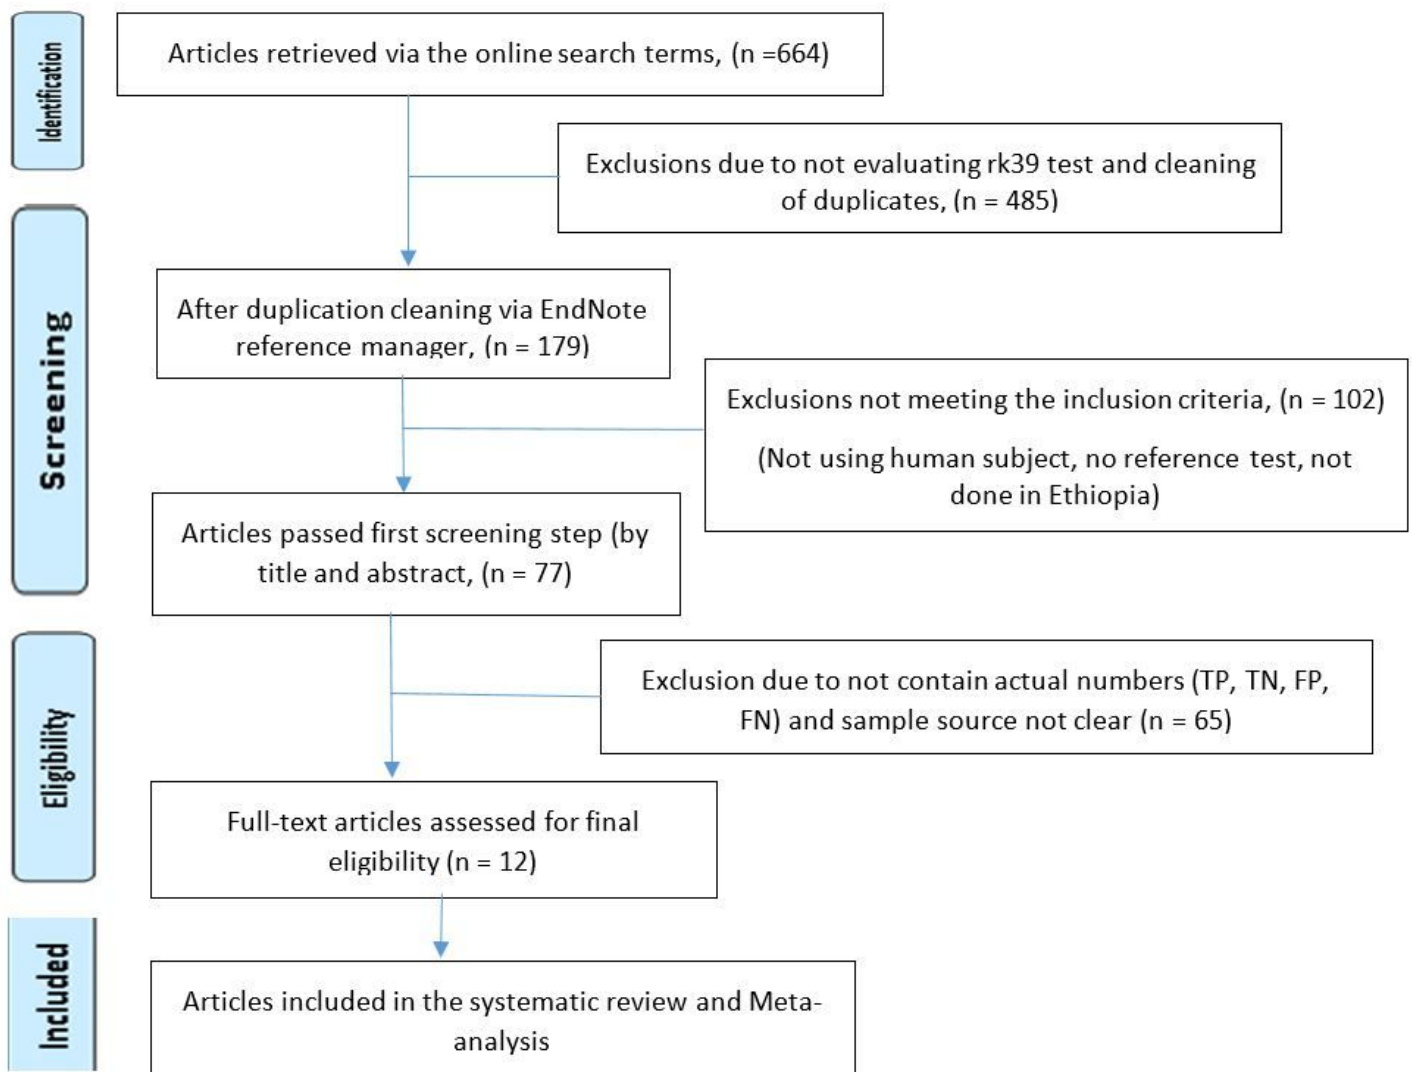 Identification
Articles retrieved via the online search terms, (n =664)
Exclusions due to not evaluating rk39 test and cleaning
of duplicates, (n = 485)
Screening
After duplication cleaning via EndNote
reference manager, (n = 179)
Exclusions not meeting the inclusion criteria, (n = 102)
(Not using human subject, no reference test, not
done in Ethiopia)
Articles passed first screening step (by
title and abstract, (n = 77)
Eligibility
Exclusion due to not contain actual numbers (TP, TN, FP,
FN) and sample source not clear (n = 65)
Full-text articles assessed for final
eligibility (n = 12)
Included
Articles included in the systematic review and Meta-
analysis